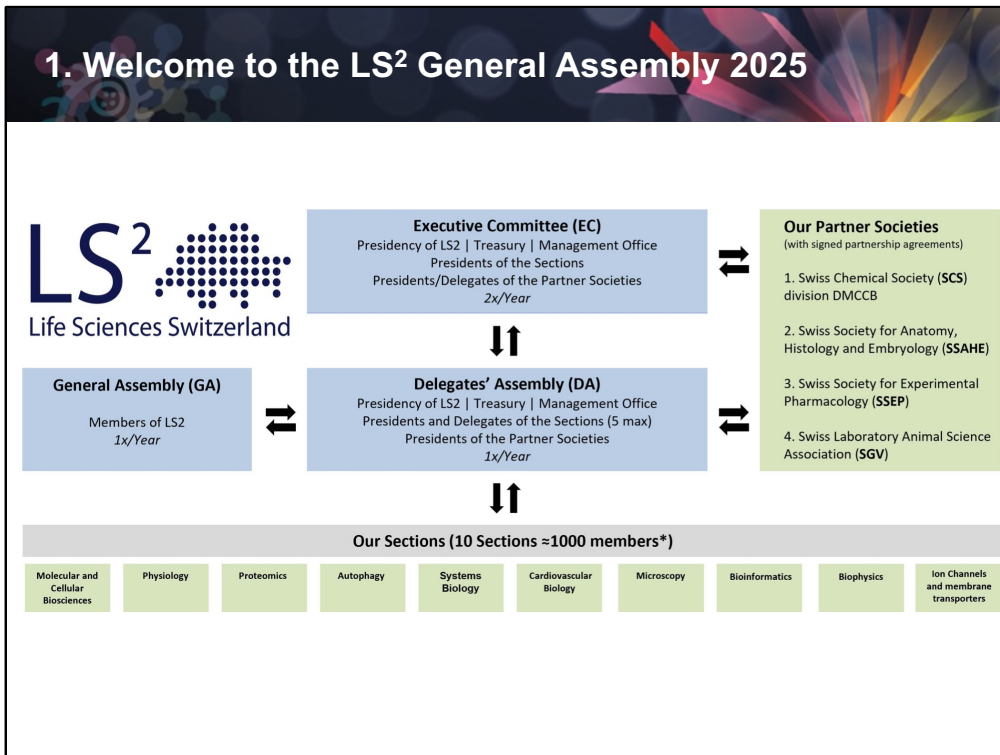 1. Welcome to the LS² General Assembly 2025
LS²
Life Sciences Switzerland
Executive Committee (EC)
Presidency of LS2 | Treasury | Management Office
Presidents of the Sections
Presidents/Delegates of the Partner Societies
2x/Year
Our Partner Societies
(with signed partnership agreements)
1. Swiss Chemical Society (SCS)
division DMCCB
2. Swiss Society for Anatomy,
Histology and Embryology (SSAHE)
3. Swiss Society for Experimental
Pharmacology (SSEP)
4. Swiss Laboratory Animal Science
Association (SGV)
General Assembly (GA)
Members of LS2
1x/Year
Delegates’ Assembly (DA)
Presidency of LS2 | Treasury | Management Office
Presidents and Delegates of the Sections (5 max)
Presidents of the Partner Societies
1x/Year
Our Sections (10 Sections ≈1000 members*)
Molecular and
Cellular
Biosciences
Physiology
Proteomics
Autophagy
Systems
Biology
Cardiovascular
Biology
Microscopy
Bioinformatics
Biophysics
Ion Channels
and membrane
transporters